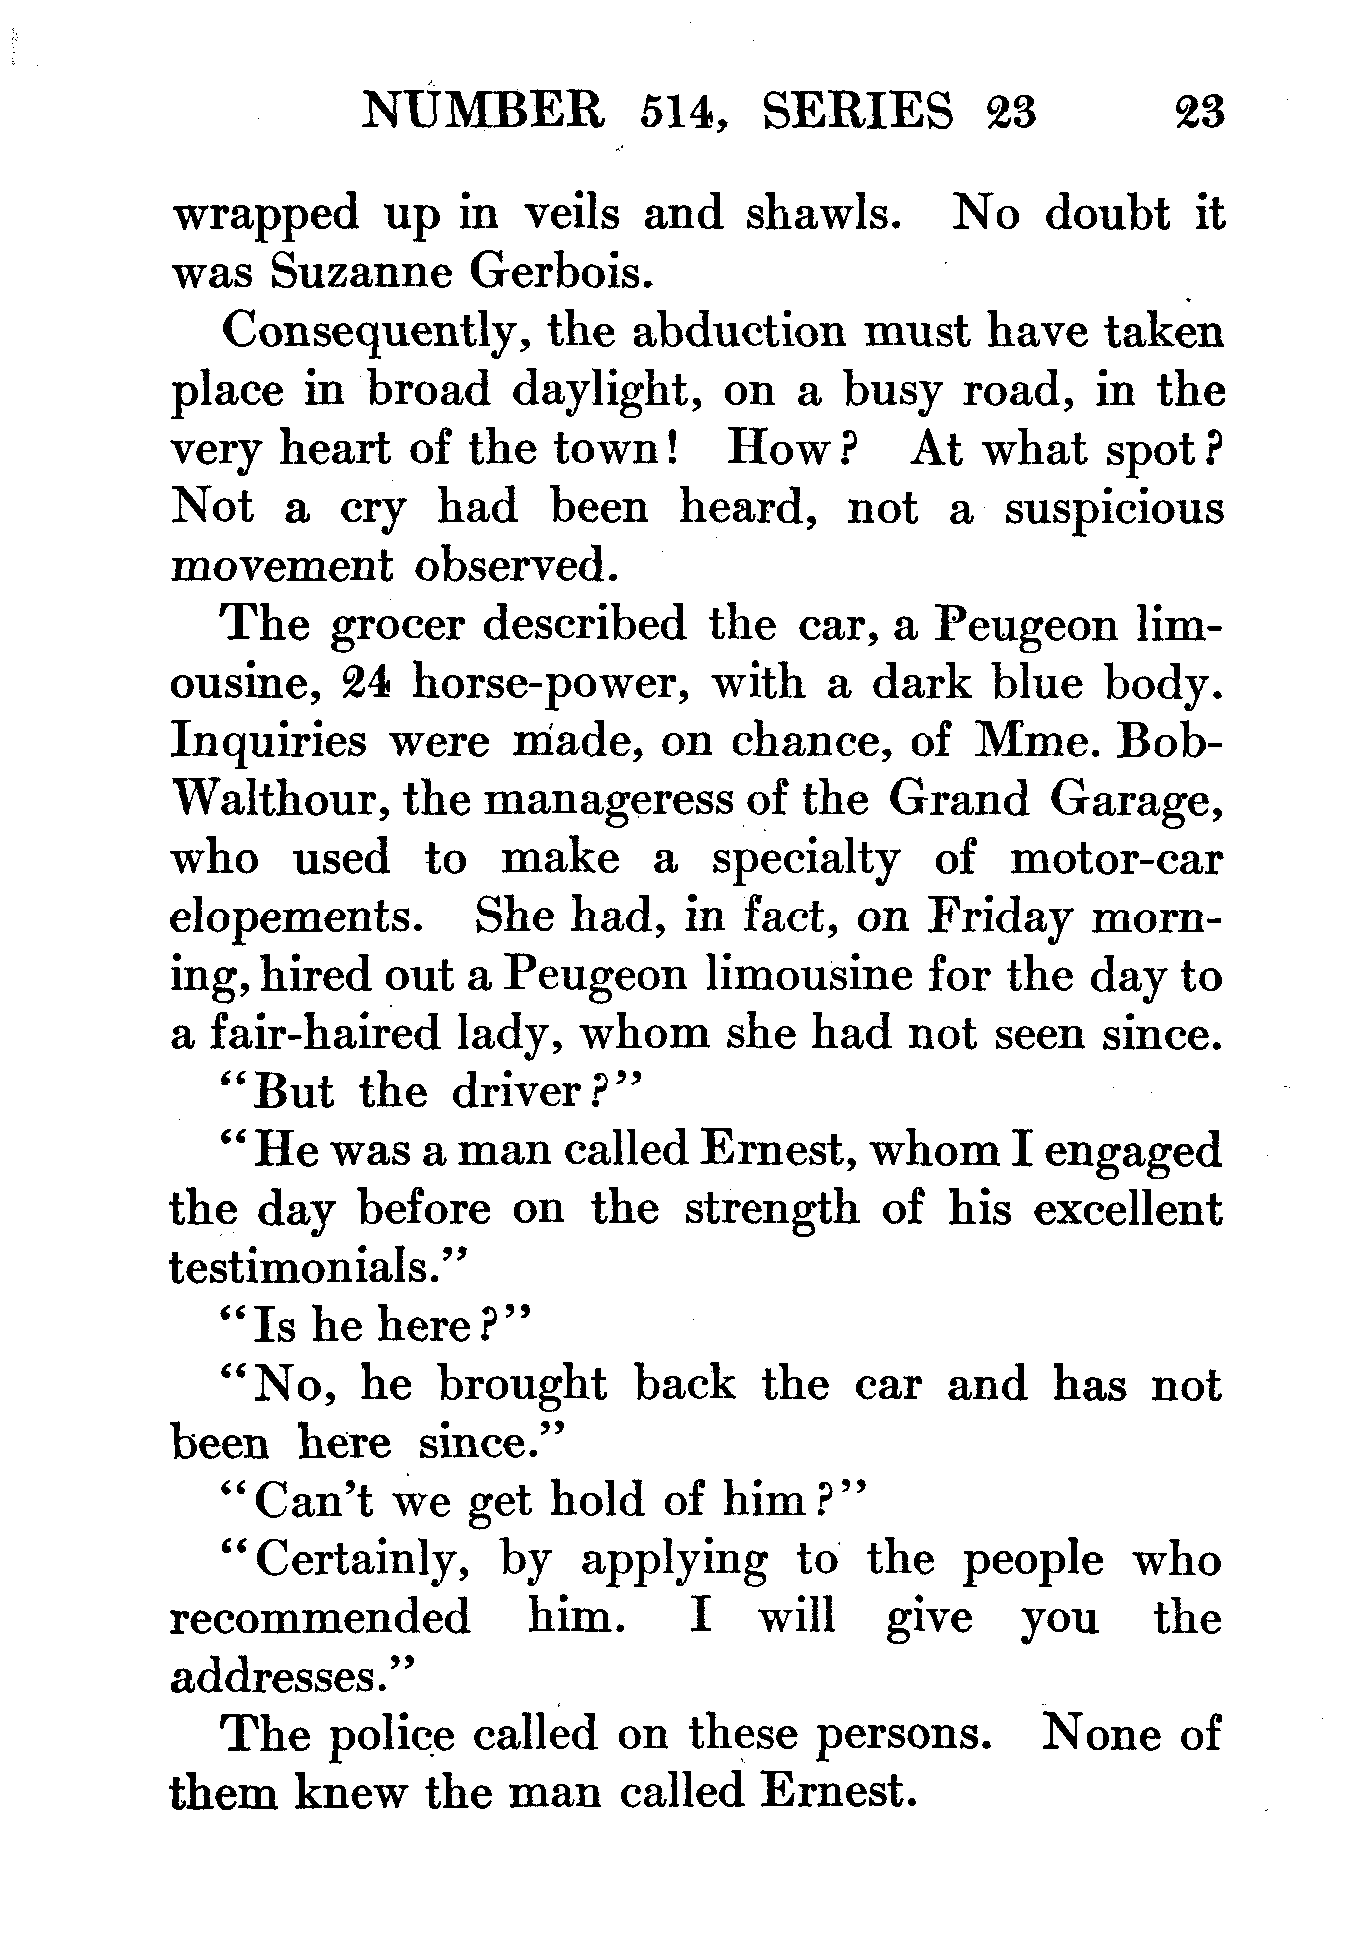 NUMBER 514, SERIES 23 23
wrapped up in veils and shawls. No doubt it
was Suzanne Gerbois.
Consequently, the abduction must have taken
place in broad daylight, on a busy road, in the
very heart of the town! How? At what spot?
Not a cry had been heard, not a suspicious
movement observed.
The grocer described the car, a Peugeon lim-
ousine, 24 horse-power, with a dark blue body.
Inquiries were made, on chance, of Mme. Bob-
Walthour, the manageress of the Grand Garage,
who used to make a specialty of motor-car
elopements. She had, in fact, on Friday morn-
ing, hired out a Peugeon limousine for the day to
a fair-haired lady, whom she had not seen since.
“But the driver?”
“He was a man called Ernest, whom I engaged
the day before on the strength of his excellent
testimonials.”
“Is he here?”
“No, he brought back the car and has not
been here since.”
“Can’t we get hold of him?”
“Certainly, by applying to the people who
recommended him. I will give you the
addresses.”
The police called on these persons. None of
them knew the man called Ernest.